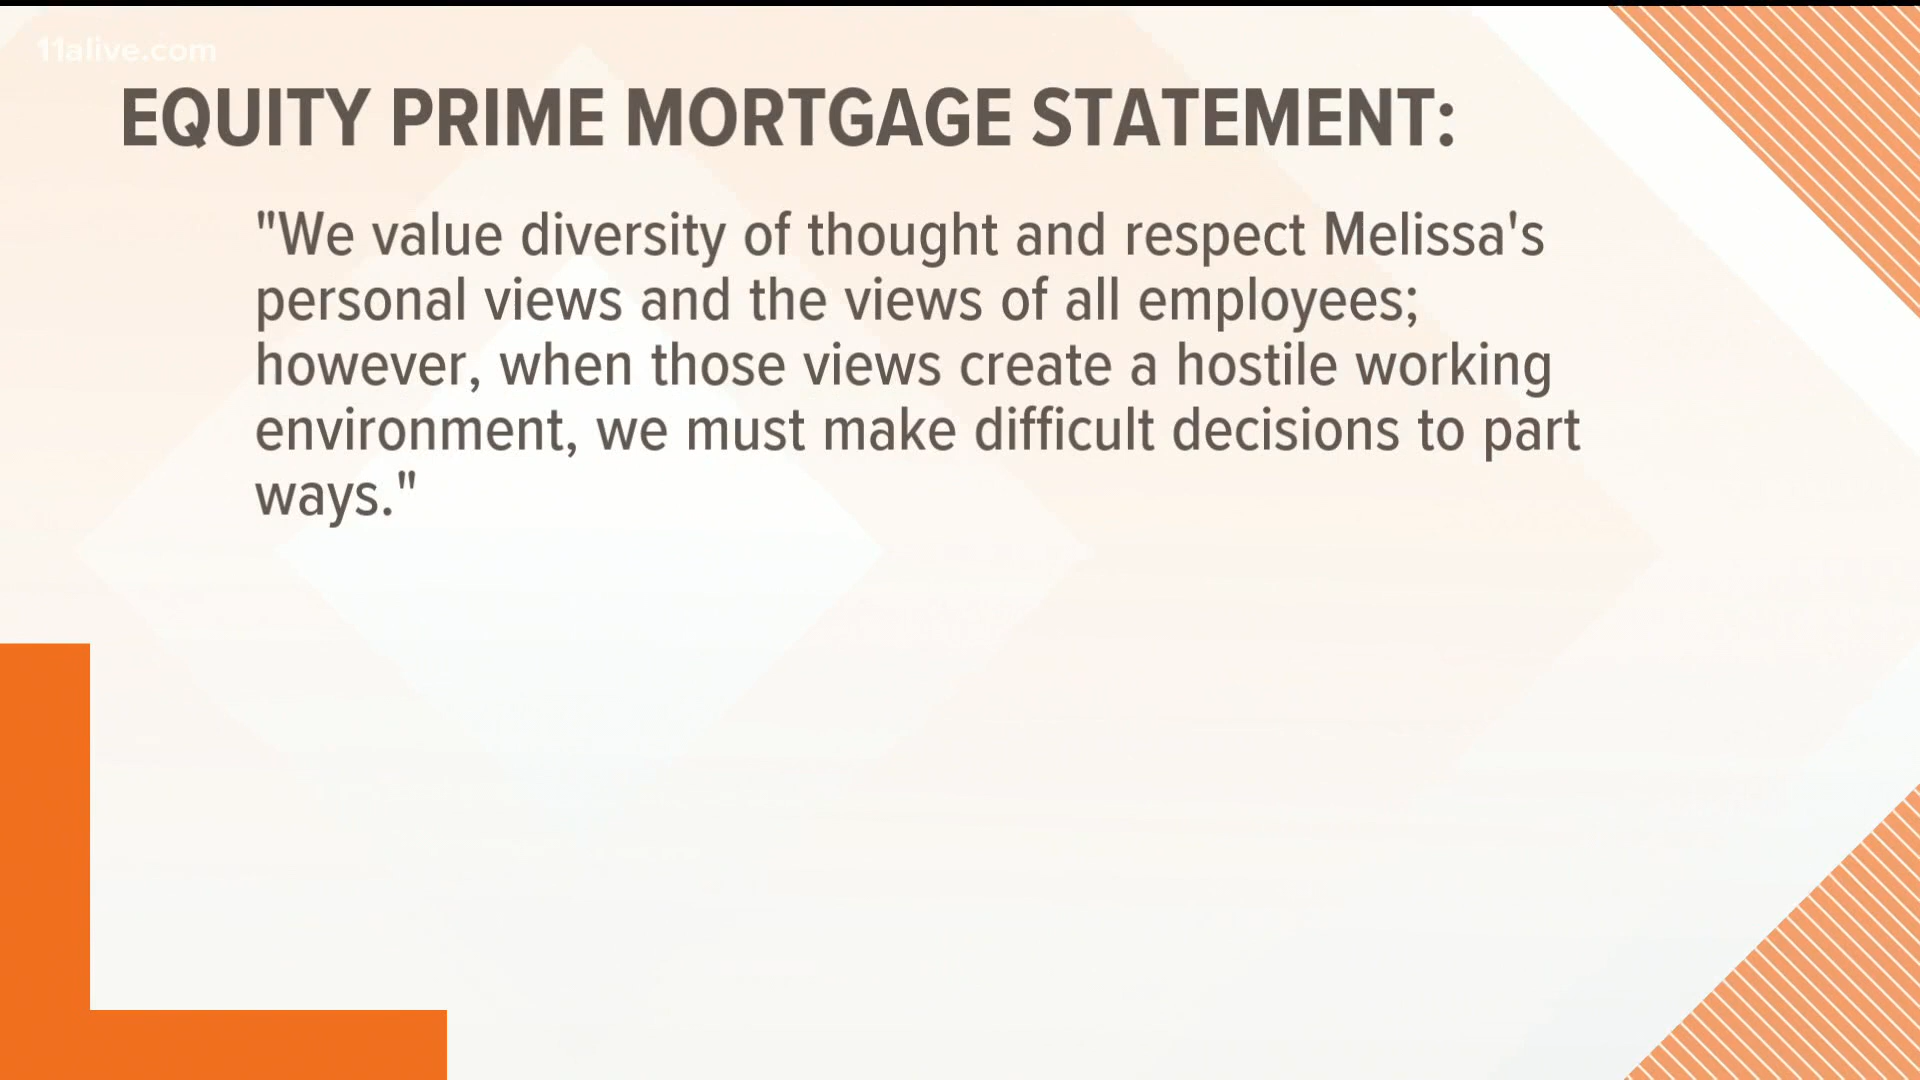 11alive.com
EQUITY PRIME MORTGAGE STATEMENT:
"We value diversity of thought and respect Melissa's
personal views and the views of all employees;
however, when those views create a hostile working
environment, we must make difficult decisions to part
ways."